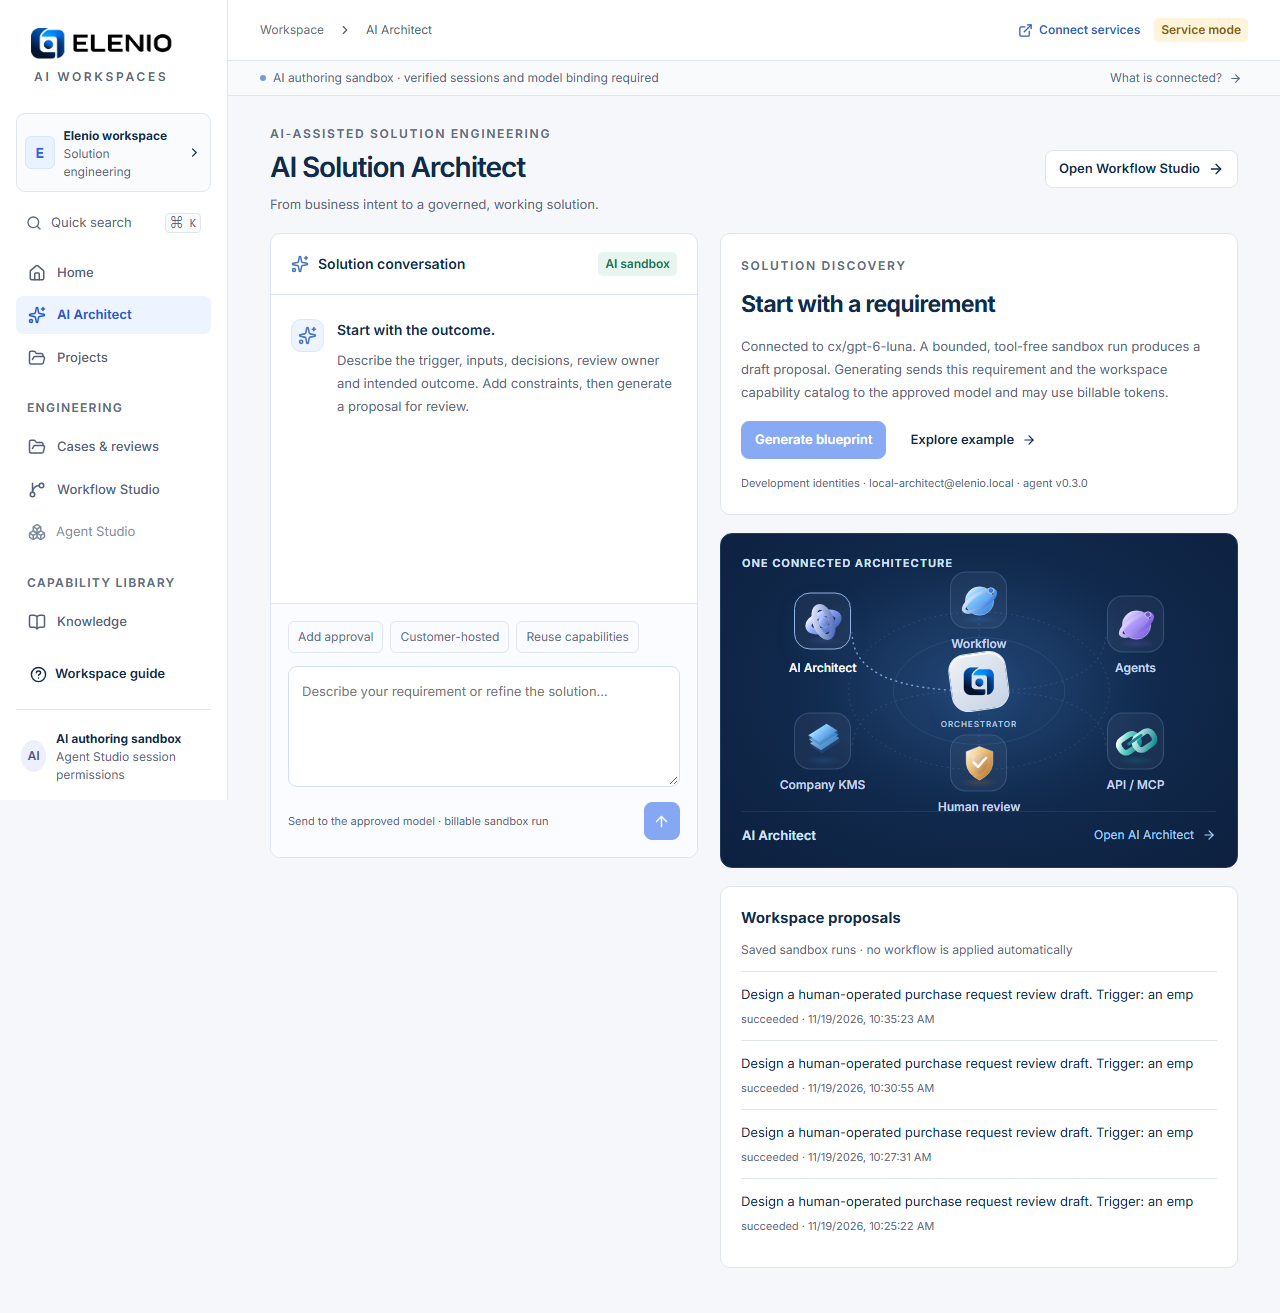 ELENIO
AI WORKSPACES
E
Elenio workspace
Solution
engineering
Quick search
⌘ K
Home
AI Architect
Projects
ENGINEERING
Cases & reviews
Workflow Studio
Agent Studio
CAPABILITY LIBRARY
Knowledge
Workspace guide
AI
AI authoring sandbox
Agent Studio session
permissions
Workspace
AI Architect
Connect services
Service mode
AI authoring sandbox · verified sessions and model binding required
What is connected?
AI-ASSISTED SOLUTION ENGINEERING
AI Solution Architect
From business intent to a governed, working solution.
Open Workflow Studio
Solution conversation
AI sandbox
Start with the outcome.
Describe the trigger, inputs, decisions, review owner
and intended outcome. Add constraints, then generate
a proposal for review.
Add approval
Customer-hosted
Reuse capabilities
Describe your requirement or refine the solution...
Send to the approved model · billable sandbox run
SOLUTION DISCOVERY
Start with a requirement
Connected to cx/gpt-6-luna. A bounded, tool-free sandbox run produces a
draft proposal. Generating sends this requirement and the workspace
capability catalog to the approved model and may use billable tokens.
Generate blueprint
Explore example
Development identities · local-architect@elenio.local · agent v0.3.0
ONE CONNECTED ARCHITECTURE
Workflow
AI Architect
Agents
ORCHESTRATOR
Company KMS
API / MCP
Human review
AI Architect
Open AI Architect
Workspace proposals
Saved sandbox runs · no workflow is applied automatically
Design a human-operated purchase request review draft. Trigger: an emp
succeeded · 11/19/2026, 10:35:23 AM
Design a human-operated purchase request review draft. Trigger: an emp
succeeded · 11/19/2026, 10:30:55 AM
Design a human-operated purchase request review draft. Trigger: an emp
succeeded · 11/19/2026, 10:27:31 AM
Design a human-operated purchase request review draft. Trigger: an emp
succeeded · 11/19/2026, 10:25:22 AM